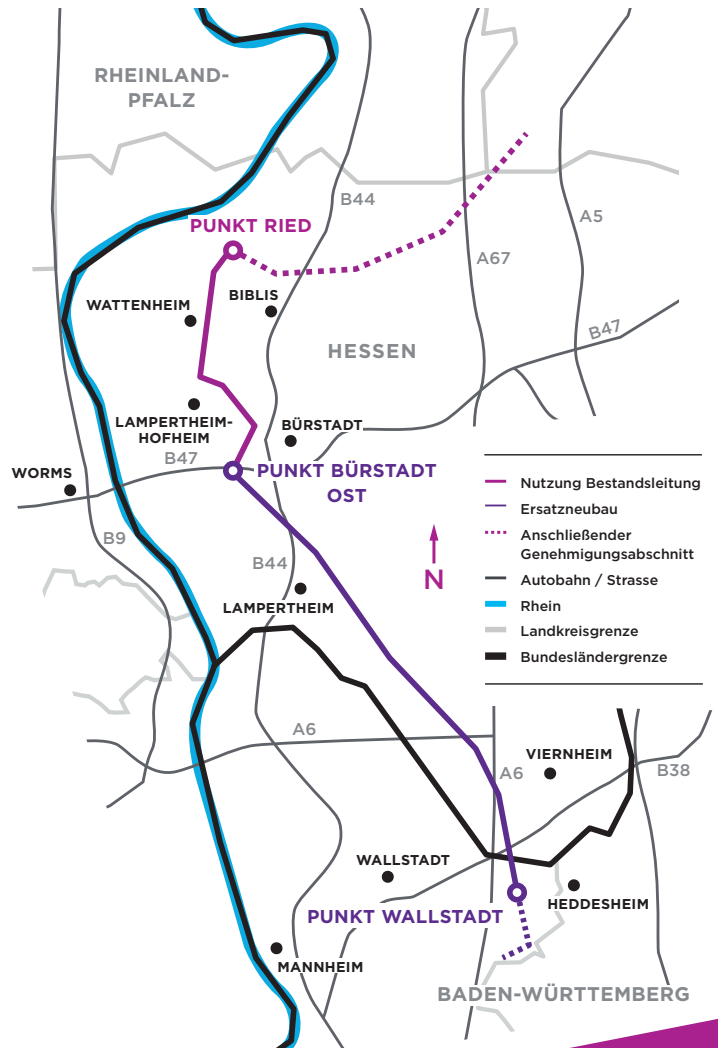 RHEINLAND-
PFALZ
B44
PUNKT RIED
A5
A67
WATTENHEIM
BIBLIS
B47
HESSEN
LAMPERTHEIM-
HOFHEIM
BÜRSTADT
B47
WORMS
PUNKT BÜRSTADT
OST
B9
B44
N
LAMPERTHEIM
Nutzung Bestandsleitung
Ersatzneubau
Anschließender
Genehmigungsabschnitt
Autobahn / Strasse
Rhein
Landkreisgrenze
Bundesländergrenze
A6
A6
VIERNHEIM
B38
WALLSTADT
HEDDESHEIM
PUNKT WALLSTADT
MANNHEIM
BADEN-WÜRTTEMBERG